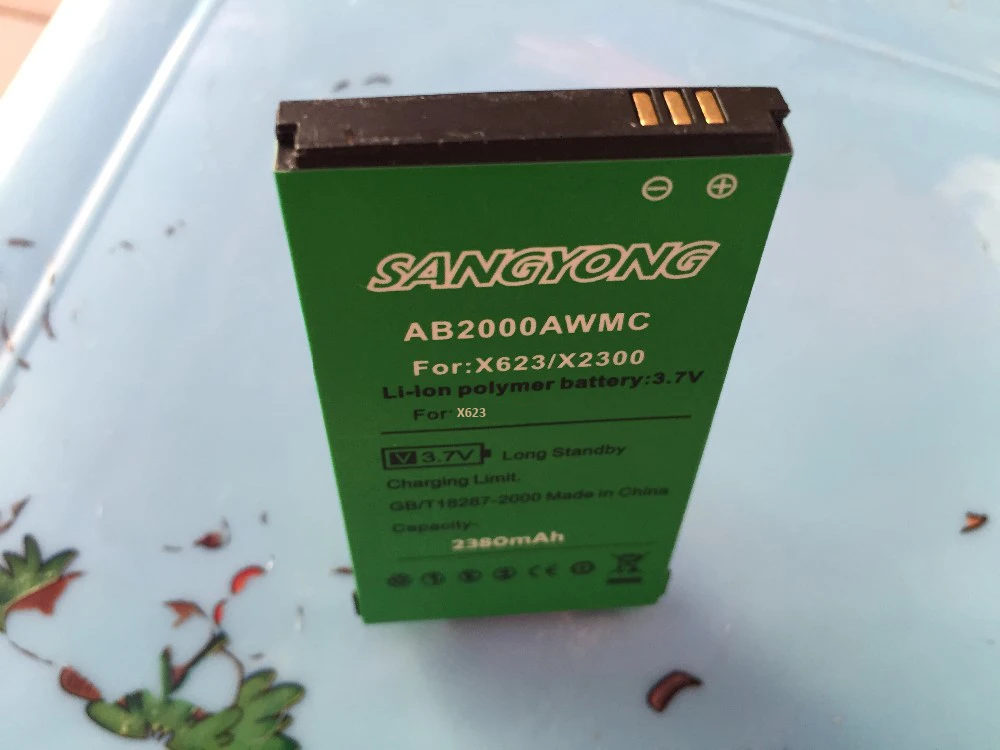 ⊖ ⊕
SANGYONG
AB2000AWMC
For:X623/X2300
Li-Ion polymer battery:3.7V
For: X623
V 3.7V Long Standby
Charging Limit.
GB/T18287-2000 Made in China
Capacity-
2380mAh
CE